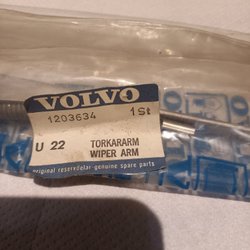 VOLVO
1203634 1St
U 22 TORKARARM
WIPER ARM
original reservdelar genuine spare parts